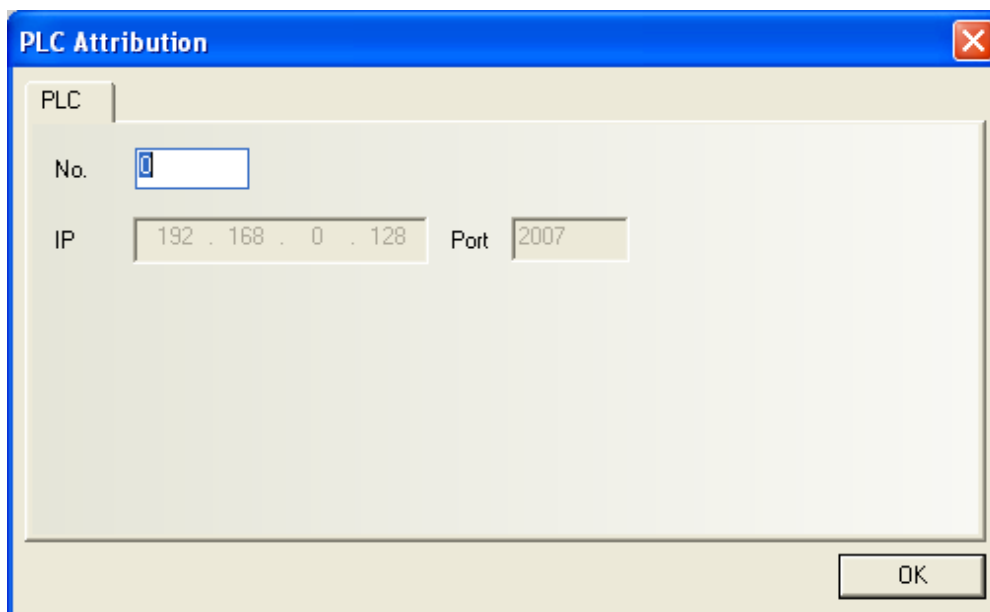 PLC Attribution
PLC
No. 0
IP 192 . 168 . 0 . 128 Port 2007
OK